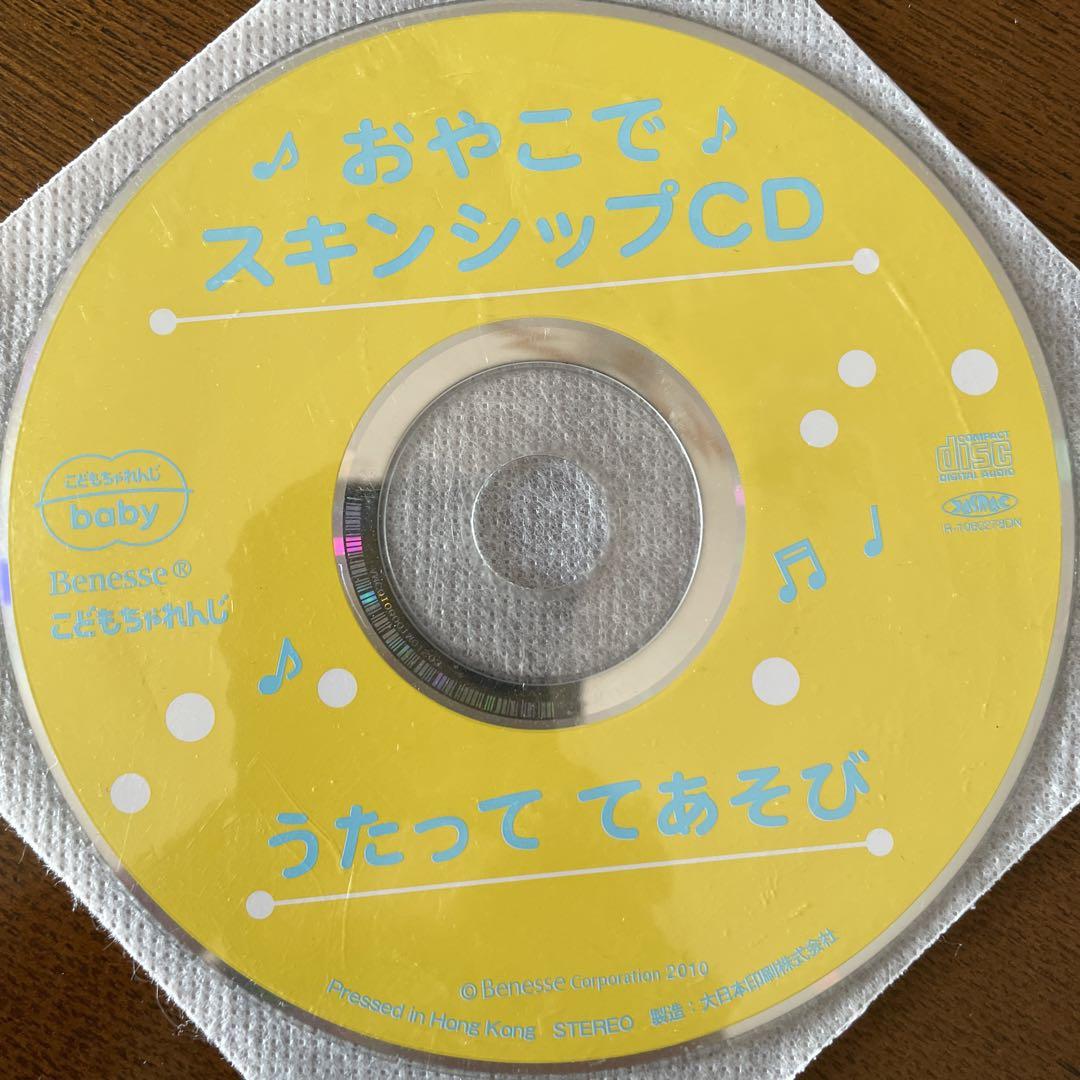 おやこで
スキンシップCD
こどもちゃれんじ
baby
Benesse®
こどもちゃれんじ
COMPACT
disc
DIGITAL AUDIO
JASRAC
R-1060278DN
うたって てあそび
© Benesse Corporation 2010
Pressed in Hong Kong STEREO 製造：大日本印刷株式会社